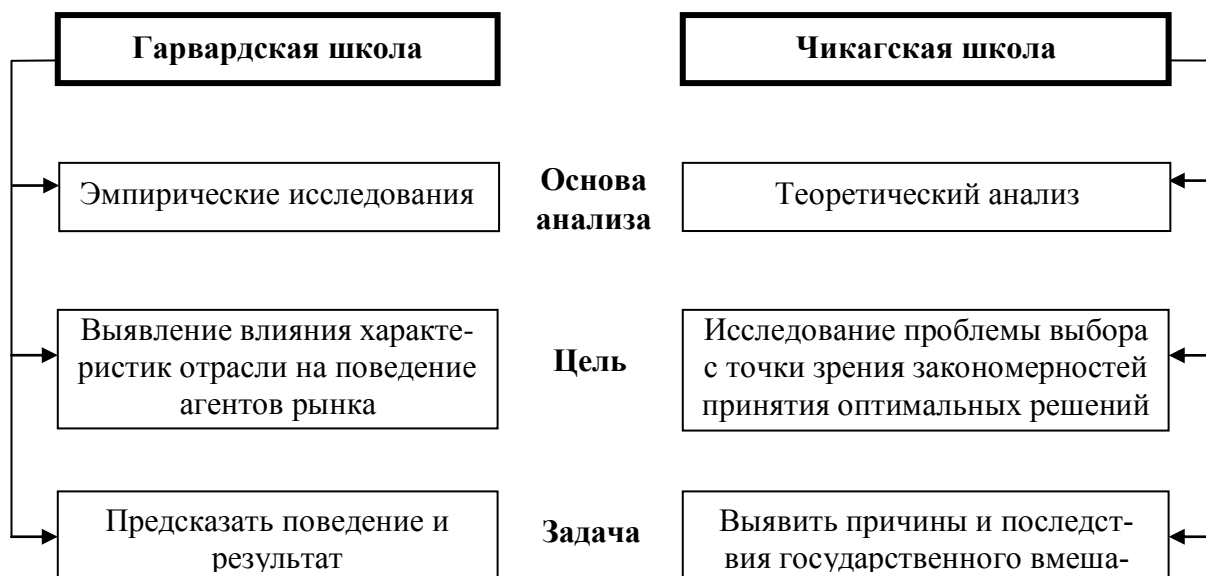 Гарвардская школа
Чикагская школа
Эмпирические исследования
Основа
анализа
Теоретический анализ
Выявление влияния характе-
ристик отрасли на поведение
агентов рынка
Цель
Исследование проблемы выбора
с точки зрения закономерностей
принятия оптимальных решений
Предсказать поведение и
результат
Задача
Выявить причины и последст-
вия государственного вмеша-